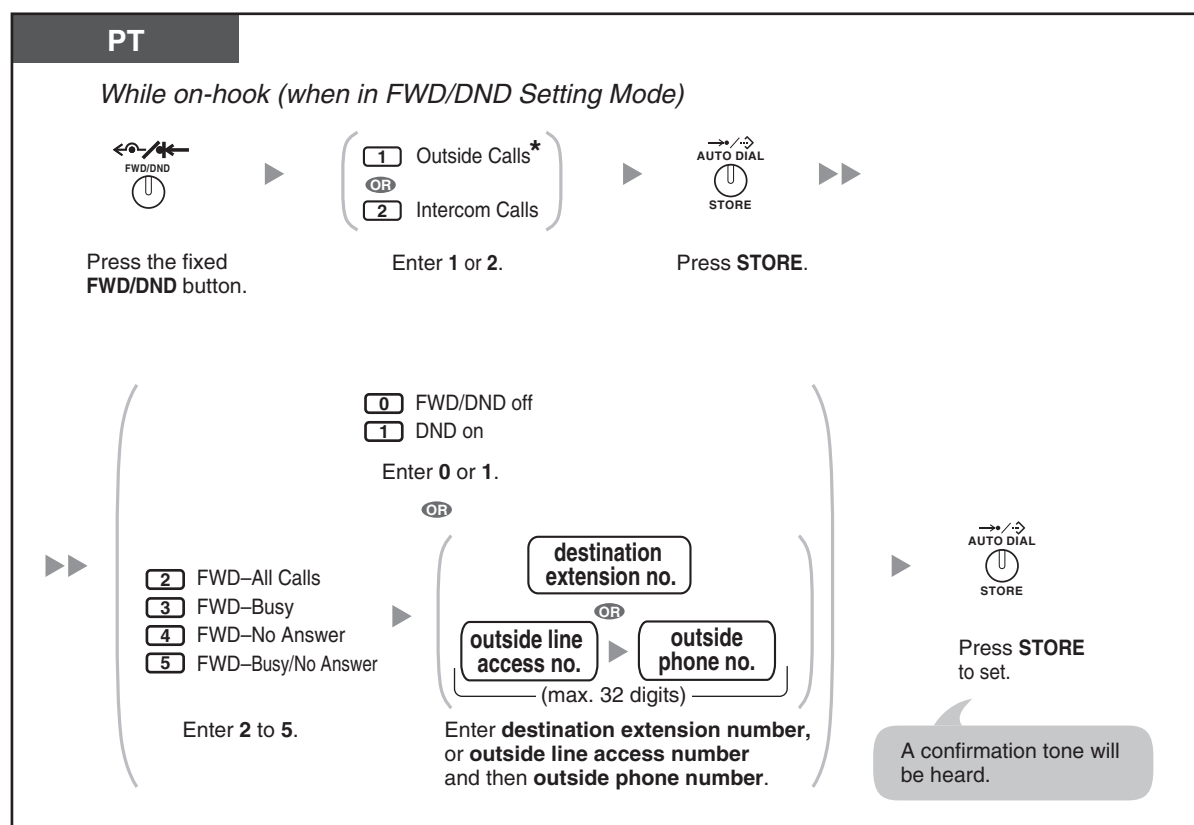 PT
While on-hook (when in FWD/DND Setting Mode)
FWD/DND
Press the fixed
FWD/DND button.
1 Outside Calls*
OR
2 Intercom Calls
Enter 1 or 2.
AUTO DIAL
STORE
Press STORE.
0 FWD/DND off
1 DND on
Enter 0 or 1.
OR
2 FWD–All Calls
3 FWD–Busy
4 FWD–No Answer
5 FWD–Busy/No Answer
Enter 2 to 5.
destination
extension no.
OR
outside line
access no.
outside
phone no.
(max. 32 digits)
Enter destination extension number,
or outside line access number
and then outside phone number.
AUTO DIAL
STORE
Press STORE
to set.
A confirmation tone will
be heard.